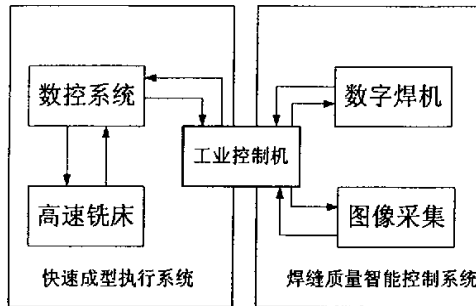 数控系统
数字焊机
工业控制机
高速铣床
图像采集
快速成型执行系统
焊缝质量智能控制系统